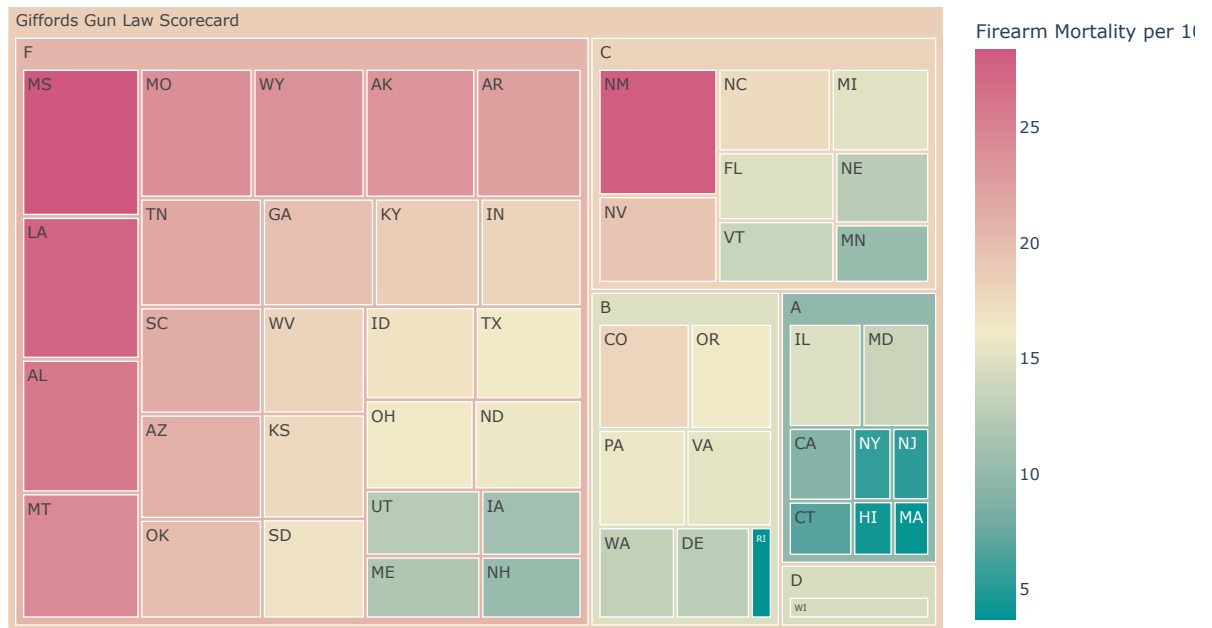 Giffords Gun Law Scorecard
Firearm Mortality per 10
F
MS
MO
WY
AK
AR
LA
TN
GA
KY
IN
AL
SC
WV
ID
TX
AZ
KS
OH
ND
MT
OK
SD
UT
IA
ME
NH
C
NM
NC
MI
FL
NE
NV
VT
MN
B
CO
OR
PA
VA
WA
DE
RI
A
IL
MD
CA
NY
NJ
CT
HI
MA
D
WI
25
20
15
10
5